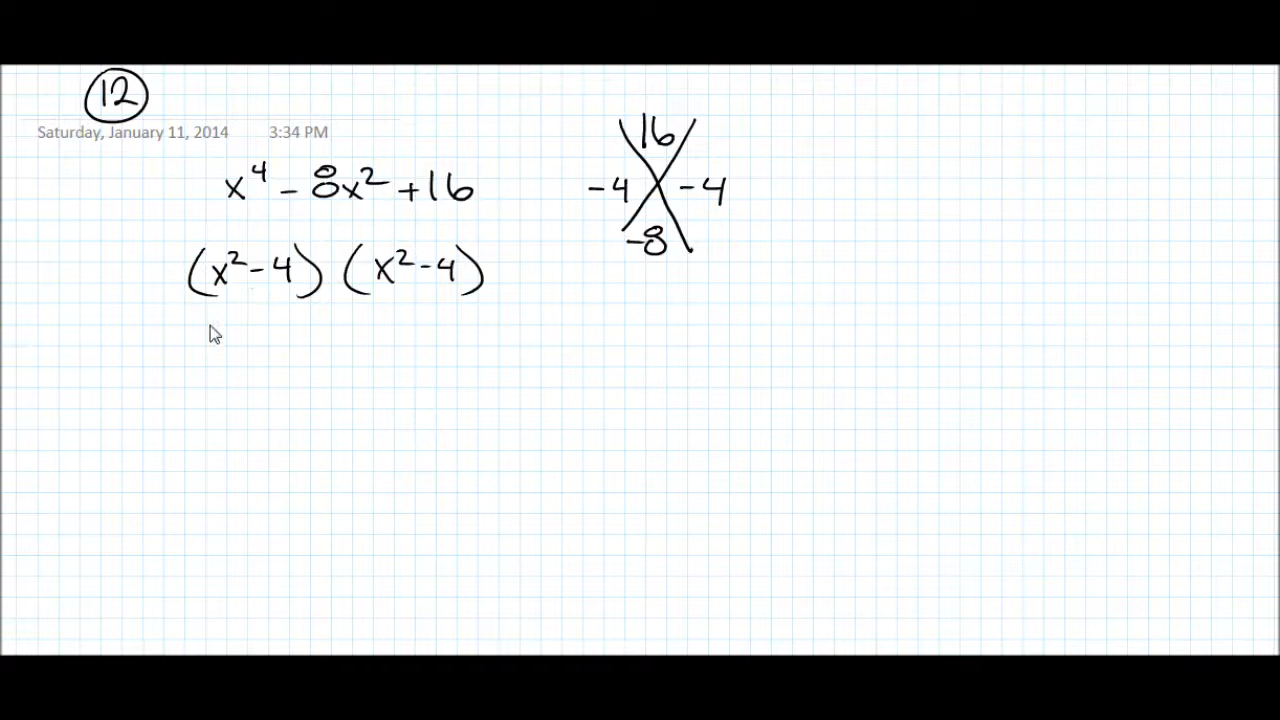 12
Saturday, January 11, 2014 3:34 PM
x⁴ - 8x² + 16
(x² - 4) (x² - 4)
16
-4 -4
-8